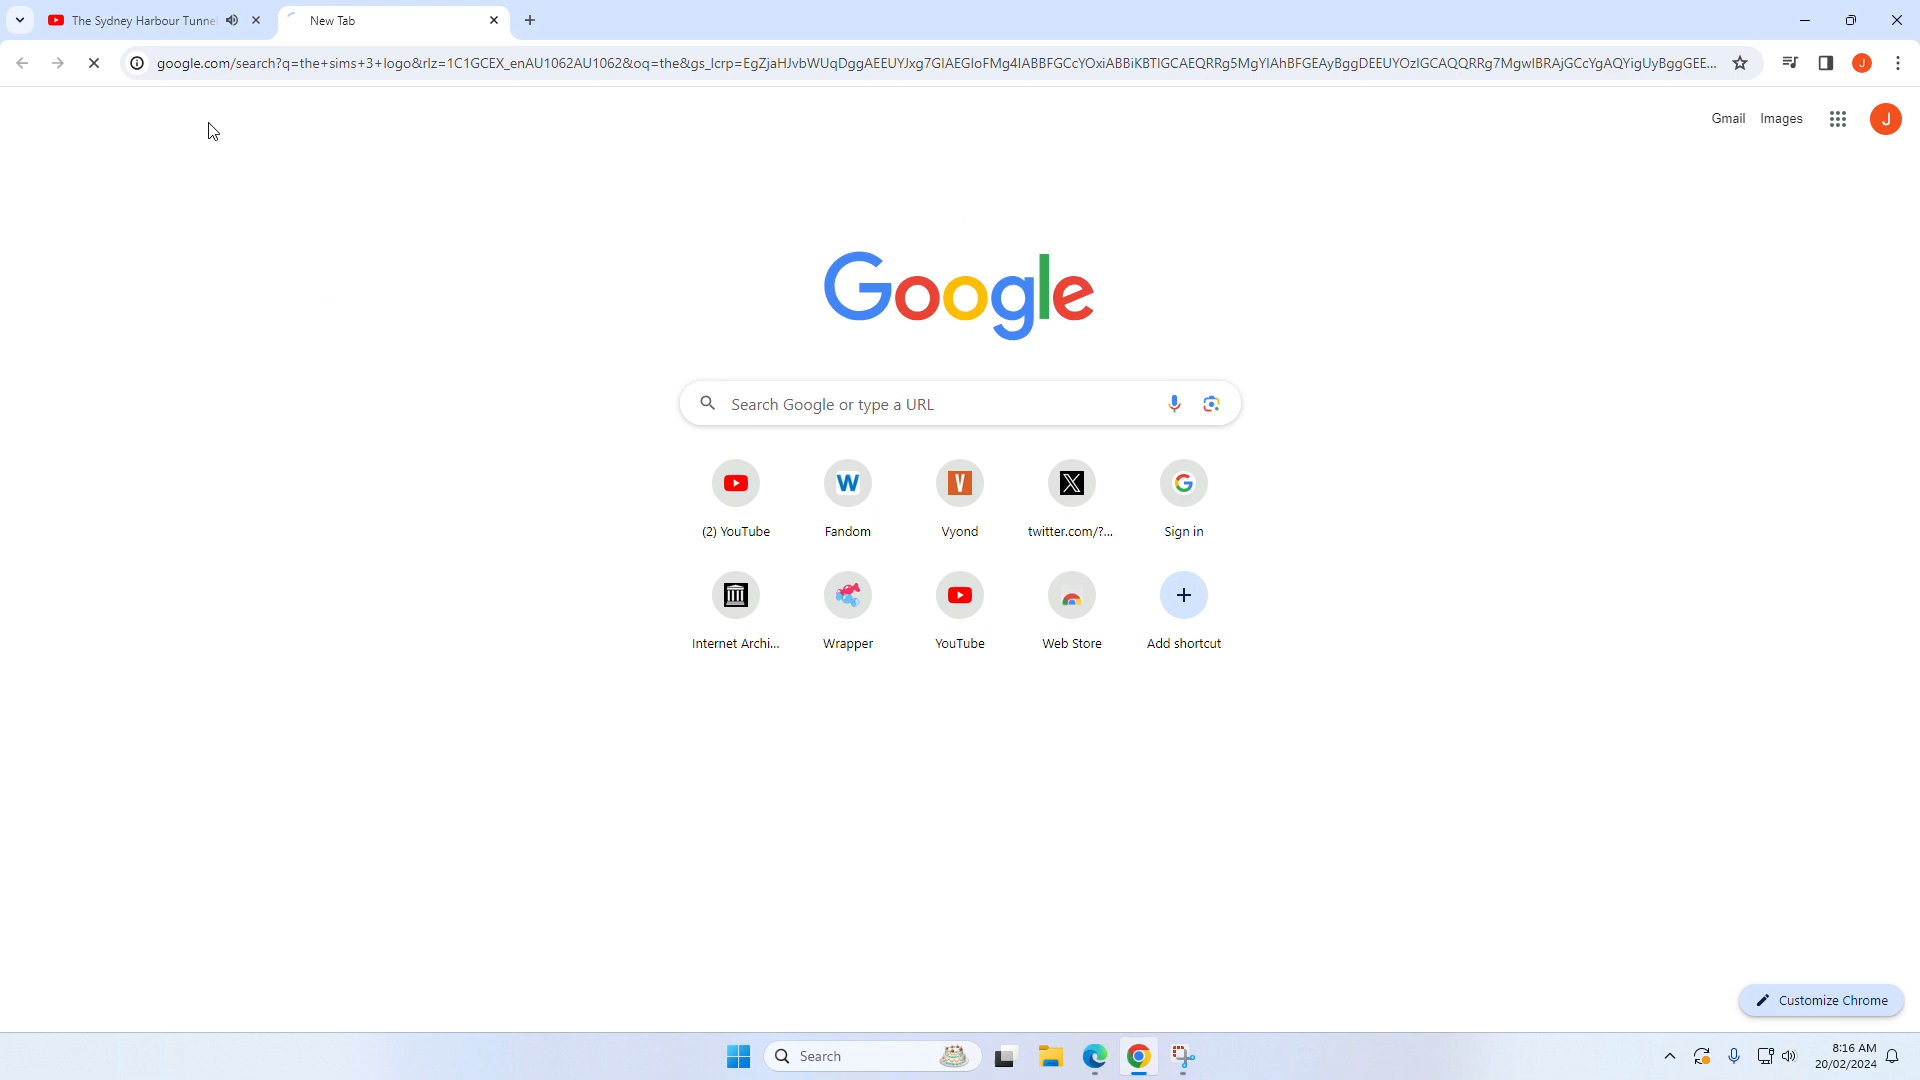 The Sydney Harbour Tunnel
New Tab
google.com/search?q=the+sims+3+logo&rlz=1C1GCEX_enAU1062AU1062&oq=the&gs_lcrp=EgZjaHJvbWUqDggAEEUYJxg7GIAEGIoFMg4IABBFGCcYOxiABBiKBTIGCAEQRRg5MgYIAhBFGEAyBggDEEUYOzIGCAQQRRg7MgwIBRAjGCcYgAQYigUyBggGEE...
Gmail Images
J
J
Google
Search Google or type a URL
(2) YouTube
Fandom
Vyond
twitter.com/?...
Sign in
Internet Archi...
Wrapper
YouTube
Web Store
Add shortcut
Customize Chrome
Search
8:16 AM
20/02/2024